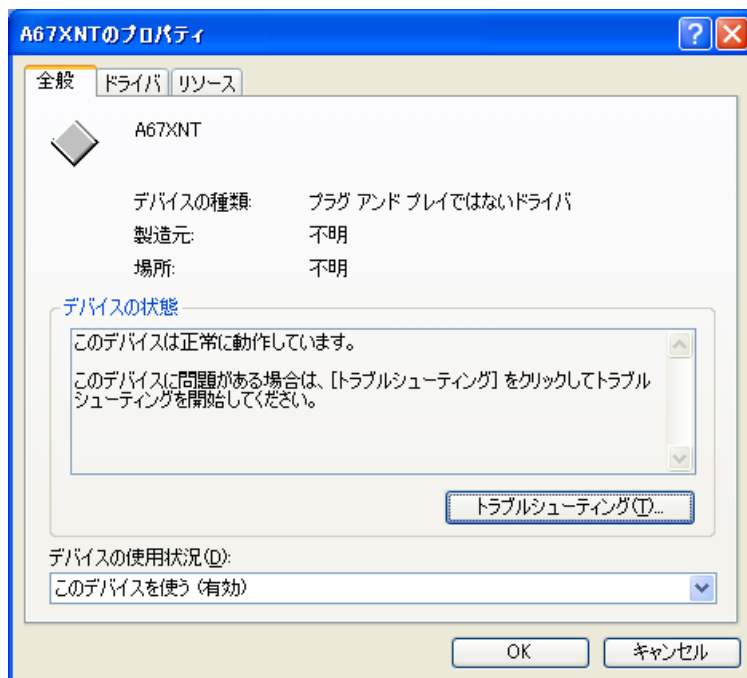 A67XNTのプロパティ
全般 ドライバ リソース
A67XNT
デバイスの種類: プラグ アンド プレイではないドライバ
製造元: 不明
場所: 不明
デバイスの状態
このデバイスは正常に動作しています。
このデバイスに問題がある場合は、[トラブルシューティング] をクリックしてトラブル
シューティングを開始してください。
トラブルシューティング(T)...
デバイスの使用状況(D):
このデバイスを使う (有効)
OK キャンセル